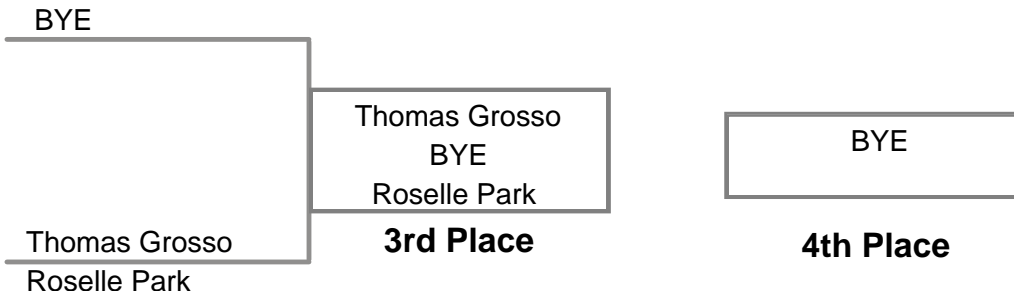 BYE
Thomas Grosso
BYE
Roselle Park
3rd Place
BYE
4th Place
Thomas Grosso
Roselle Park